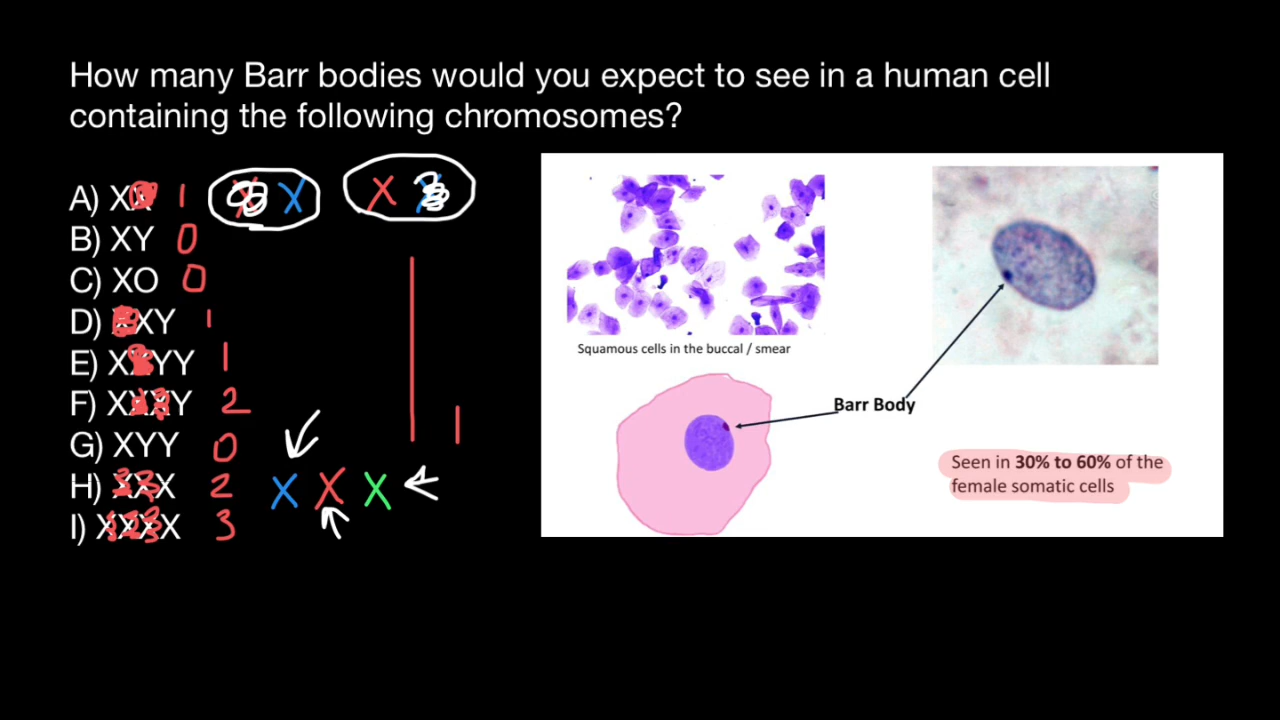 How many Barr bodies would you expect to see in a human cell
containing the following chromosomes?
A) XX 1 X X X
B) XY 0
C) XO 0
D) XXY 1
E) XXYY 1
F) XXXY 2
G) XYY 0
H) XXX 2 X X X
I) XXXX 3
1
Squamous cells in the buccal / smear
Barr Body
Seen in 30% to 60% of the
female somatic cells